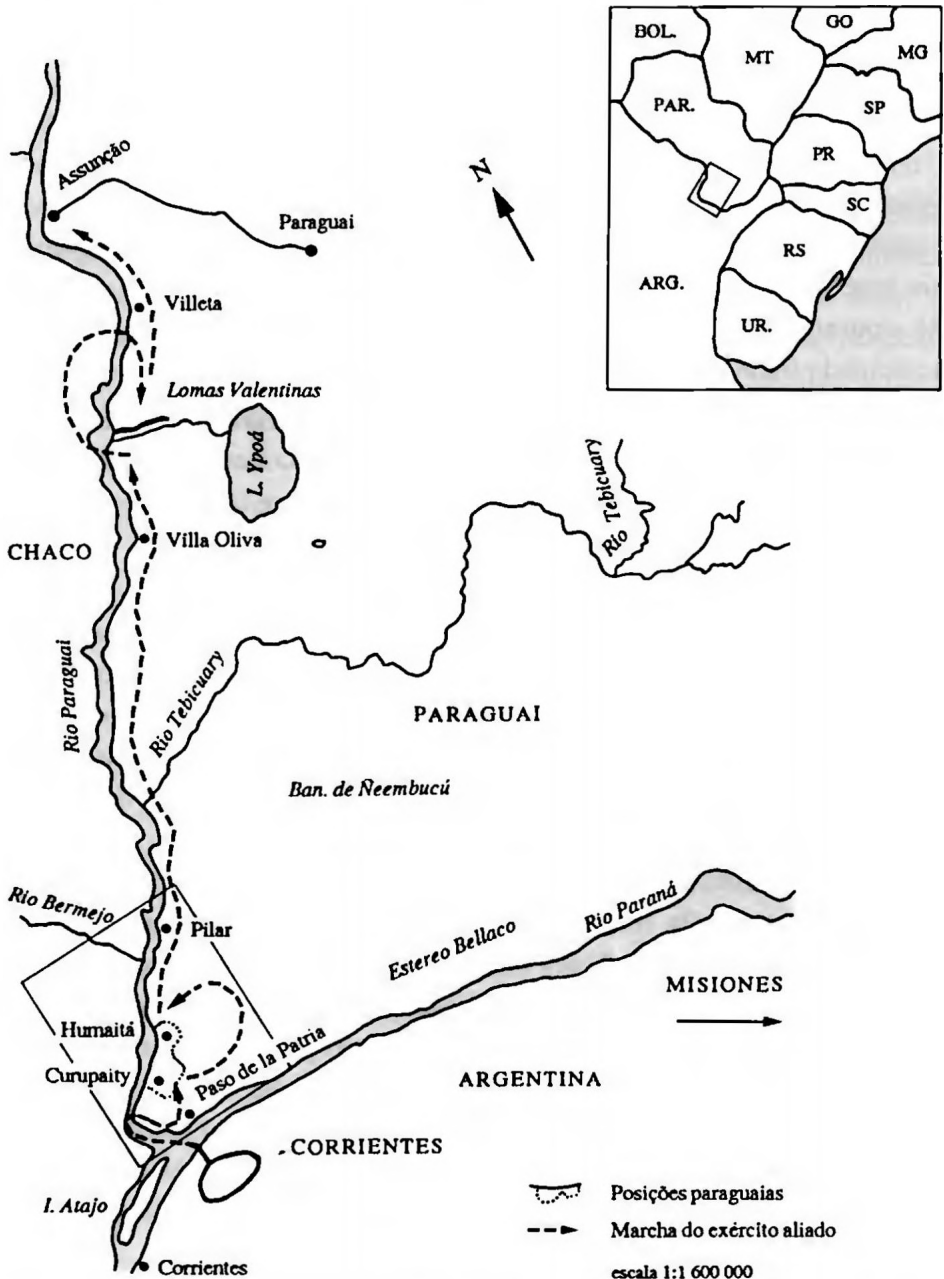 BOL.
GO
MT
MG
PAR.
SP
PR
SC
RS
ARG.
UR.
N
Assunção
Paraguai
Villeta
Lomas Valentinas
L. Ypoá
Rio Tebicuary
Villa Oliva
CHACO
Rio Paraguai
Rio Tebicuary
PARAGUAI
Ban. de Ñeembucú
Rio Bermejo
Pilar
Rio Paraná
Estereo Bellaco
MISIONES
Humaitá
Curupaity
Paso de la Patria
ARGENTINA
CORRIENTES
I. Atajo
Corrientes
Posições paraguaias
Marcha do exército aliado
escala 1:1 600 000